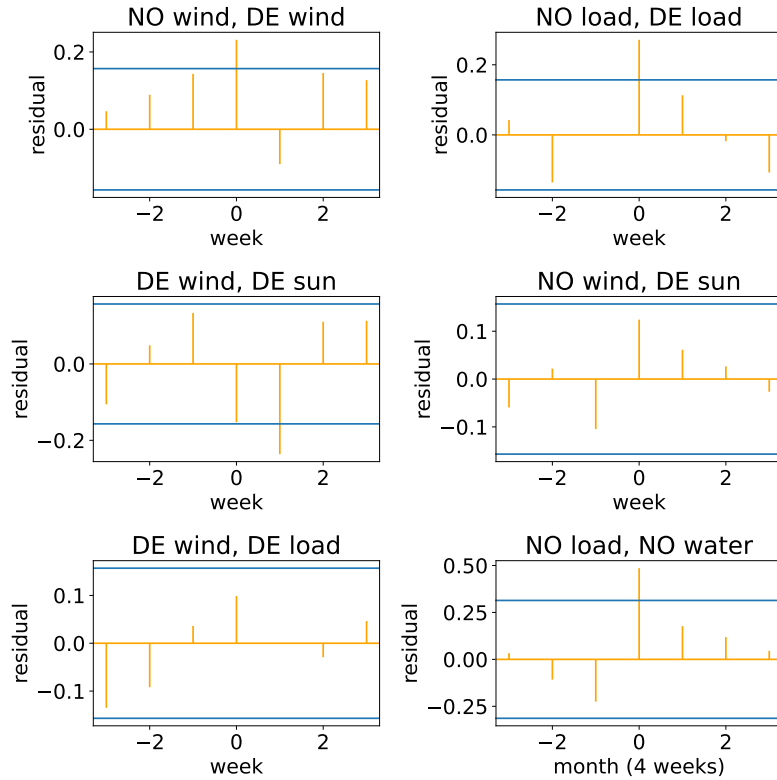 NO wind, DE wind
residual
0.2
0.0
−2
0
2
week
NO load, DE load
residual
0.2
0.0
−2
0
2
week
DE wind, DE sun
residual
0.0
−0.2
−2
0
2
week
NO wind, DE sun
residual
0.1
0.0
−0.1
−2
0
2
week
DE wind, DE load
residual
0.1
0.0
−0.1
−2
0
2
week
NO load, NO water
residual
0.50
0.25
0.00
−0.25
−2
0
2
month (4 weeks)